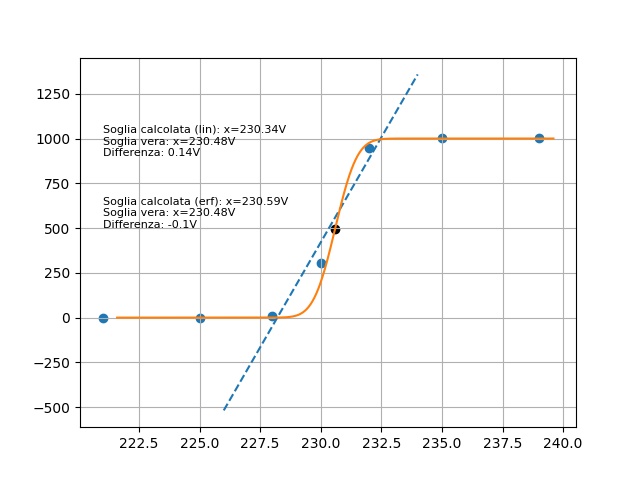 1250
1000
750
500
250
0
−250
−500
Soglia calcolata (lin): x=230.34V
Soglia vera: x=230.48V
Differenza: 0.14V
Soglia calcolata (erf): x=230.59V
Soglia vera: x=230.48V
Differenza: -0.1V
222.5 225.0 227.5 230.0 232.5 235.0 237.5 240.0